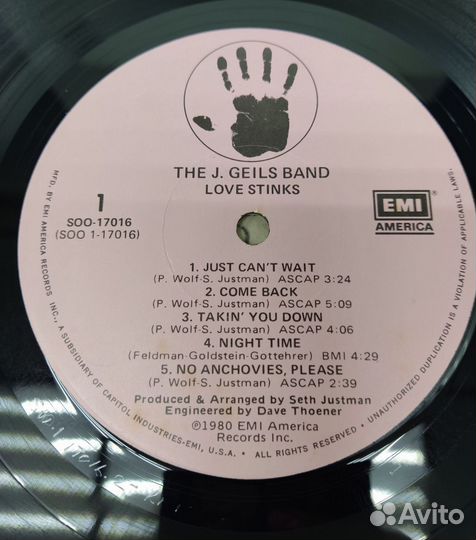 THE J. GEILS BAND
LOVE STINKS
1
SOO-17016
(SOO 1-17016)
EMI
®
AMERICA
1. JUST CAN'T WAIT
(P. Wolf-S. Justman) ASCAP 3:24
2. COME BACK
(P. Wolf-S. Justman) ASCAP 5:09
3. TAKIN' YOU DOWN
(P. Wolf-S. Justman) ASCAP 4:06
4. NIGHT TIME
(Feldman-Goldstein-Gottehrer) BMI 4:29
5. NO ANCHOVIES, PLEASE
(P. Wolf-S. Justman) ASCAP 2:39
Produced & Arranged by Seth Justman
Engineered by Dave Thoener
℗1980 EMI America
Records Inc.
MFD. BY EMI AMERICA RECORDS INC., A SUBSIDIARY OF CAPITOL INDUSTRIES-EMI, U.S.A. • ALL RIGHTS RESERVED. • UNAUTHORIZED DUPLICATION IS A VIOLATION OF APPLICABLE LAWS.
Avito